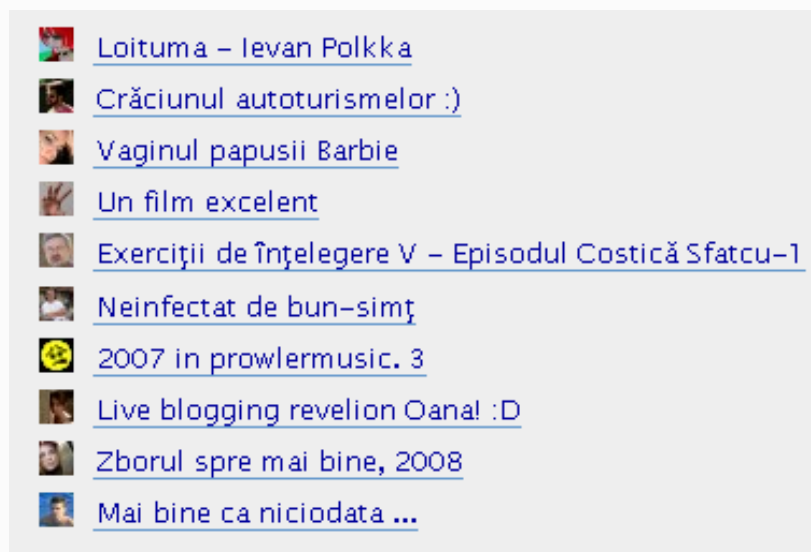 Loituma – Ievan Polkka
Crăciunul autoturismelor :)
Vaginul papusii Barbie
Un film excelent
Exerciţii de înţelegere V – Episodul Costică Sfatcu–1
Neinfectat de bun–simţ
2007 in prowlermusic. 3
Live blogging revelion Oana! :D
Zborul spre mai bine, 2008
Mai bine ca niciodata ...